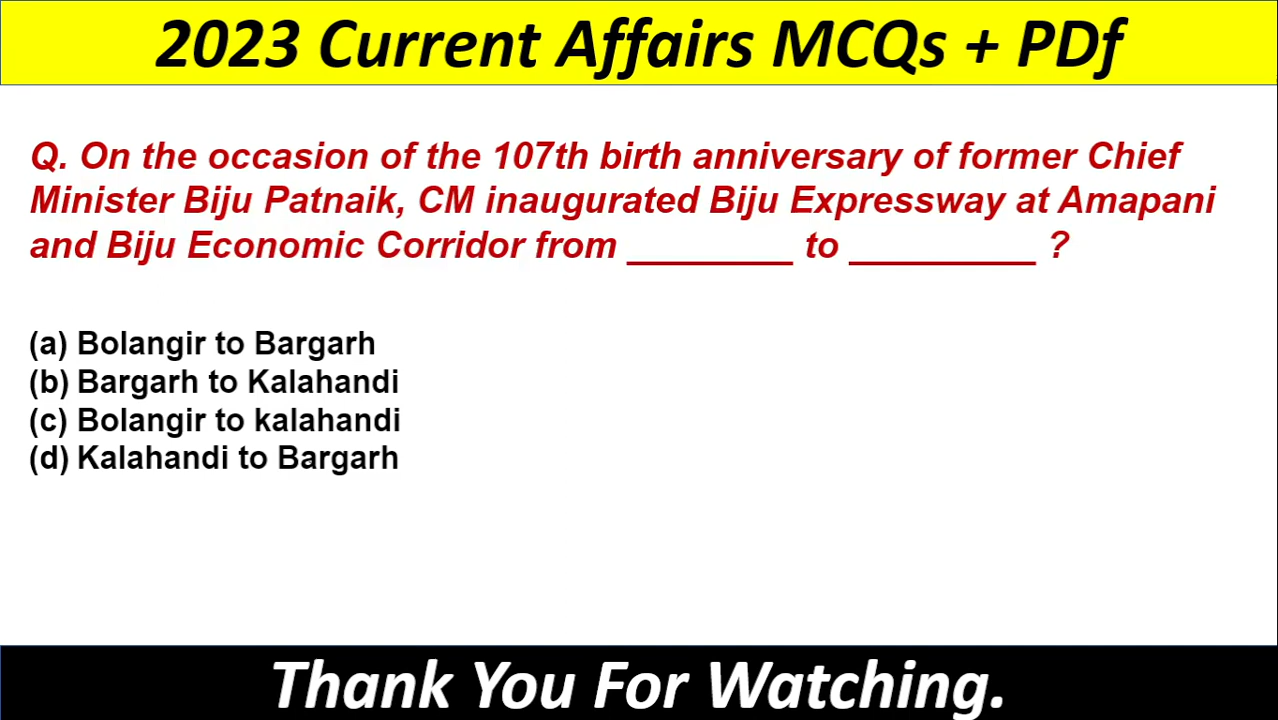 2023 Current Affairs MCQs + PDf
Q. On the occasion of the 107th birth anniversary of former Chief
Minister Biju Patnaik, CM inaugurated Biju Expressway at Amapani
and Biju Economic Corridor from ________ to _________ ?
(a) Bolangir to Bargarh
(b) Bargarh to Kalahandi
(c) Bolangir to kalahandi
(d) Kalahandi to Bargarh
Thank You For Watching.